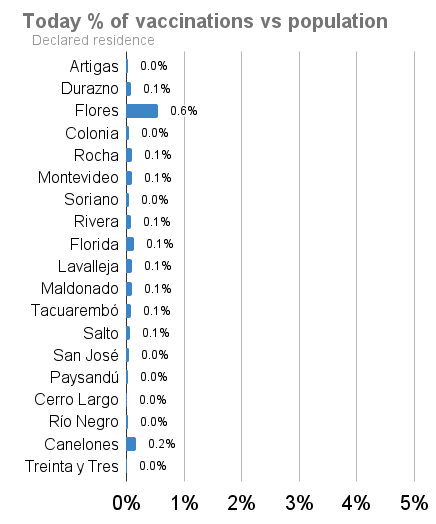 Today % of vaccinations vs population
Declared residence
Artigas 0.0%
Durazno 0.1%
Flores 0.6%
Colonia 0.0%
Rocha 0.1%
Montevideo 0.1%
Soriano 0.0%
Rivera 0.1%
Florida 0.1%
Lavalleja 0.1%
Maldonado 0.1%
Tacuarembó 0.1%
Salto 0.1%
San José 0.0%
Paysandú 0.0%
Cerro Largo 0.0%
Río Negro 0.0%
Canelones 0.2%
Treinta y Tres 0.0%
0% 1% 2% 3% 4% 5%